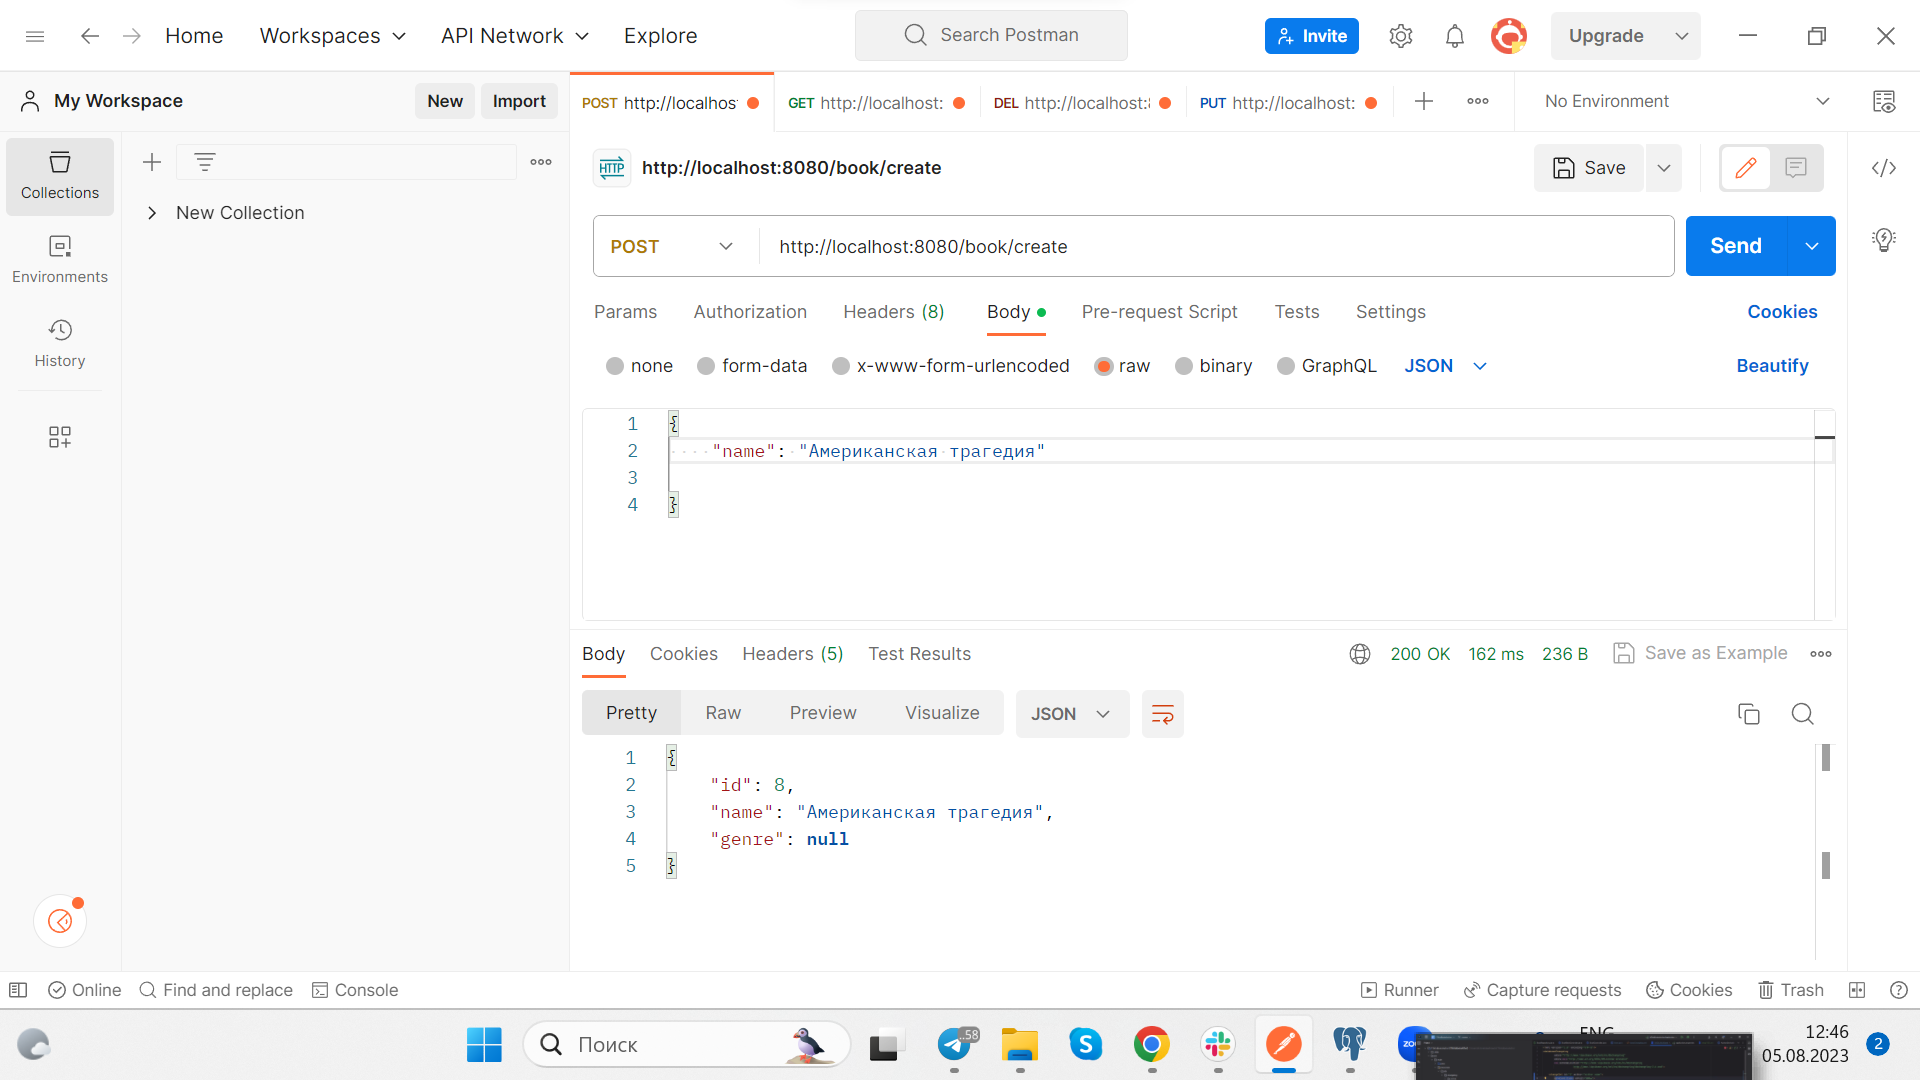 Home Workspaces API Network Explore Search Postman Invite Upgrade
My Workspace New Import
POST http://localhos GET http://localhost: DEL http://localhost: PUT http://localhost: No Environment
Collections
Environments
History
New Collection
HTTP http://localhost:8080/book/create Save
POST http://localhost:8080/book/create Send
Params Authorization Headers (8) Body Pre-request Script Tests Settings Cookies
none form-data x-www-form-urlencoded raw binary GraphQL JSON Beautify
1 {
2 "name": "Американская трагедия"
3
4 }
Body Cookies Headers (5) Test Results 200 OK 162 ms 236 B Save as Example
Pretty Raw Preview Visualize JSON
1 {
2 "id": 8,
3 "name": "Американская трагедия",
4 "genre": null
5 }
Online Find and replace Console Runner Capture requests Cookies Trash
Поиск 58 S ENG 12:46
05.08.2023 2